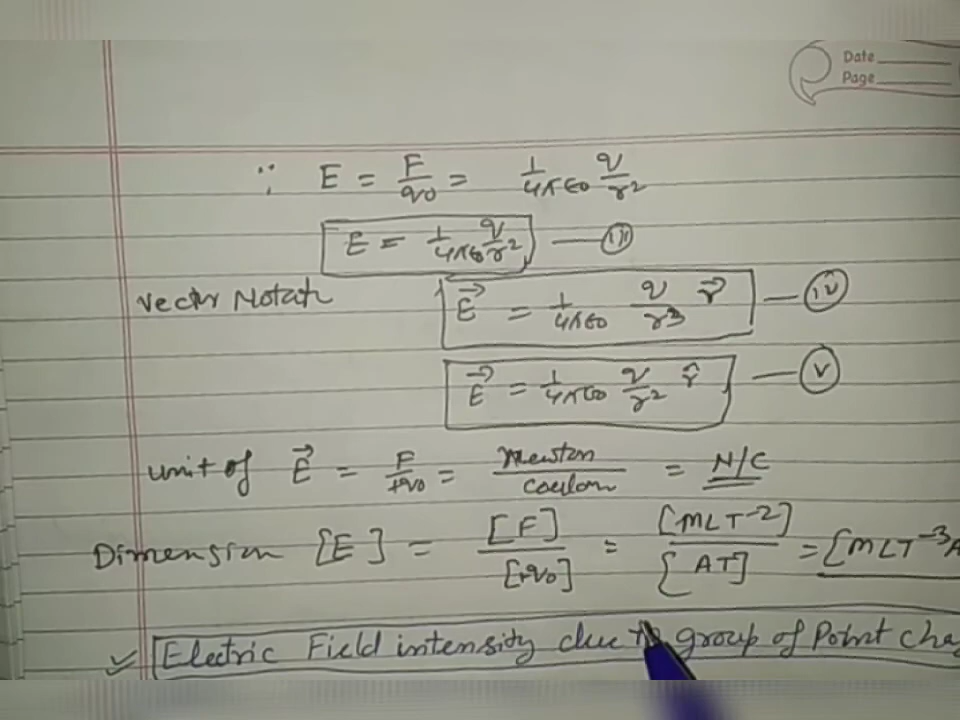 Date
Page
∵ E = F/q0 = 1/4πε0 q/r²
E = 1/4πε0 q/r² — (iii)
Vector Notatn
E⃗ = 1/4πε0 q/r³ r⃗ — (iv)
E⃗ = 1/4πε0 q/r² r̂ — (v)
unit of E⃗ = F/+q0 = Newton/Coulom = N/C
Dimension [E] = [F]/[+q0] = [MLT⁻²]/[AT] = [MLT⁻³A
Electric Field intensity due to group of Point Cha